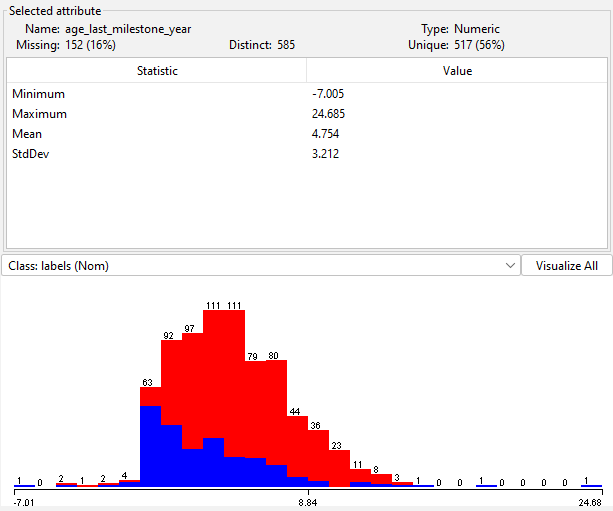 Selected attribute
Name: age_last_milestone_year Type: Numeric
Missing: 152 (16%) Distinct: 585 Unique: 517 (56%)
Statistic Value
Minimum -7.005
Maximum 24.685
Mean 4.754
StdDev 3.212
Class: labels (Nom) Visualize All
111 111
92 97
79 80
63
44
36
23
11
8
1 0 2 1 2 4 3 1 0 0 1 0 0 0 0 1
-7.01 8.84 24.68